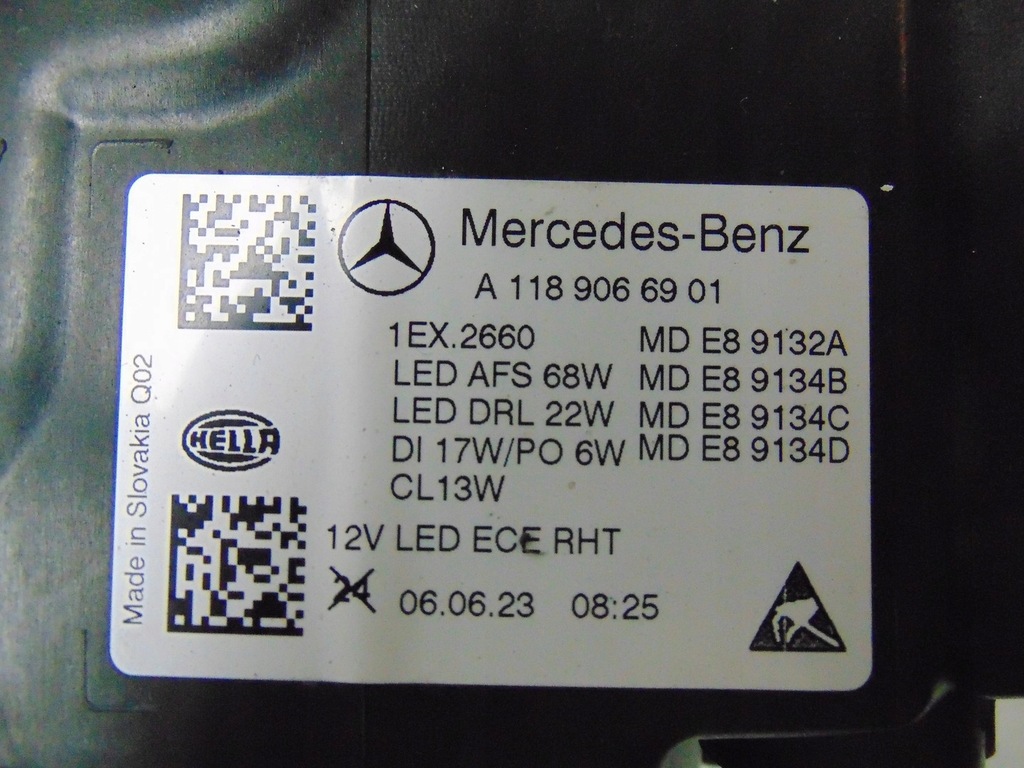 Mercedes-Benz
A 118 906 69 01
1EX.2660 MD E8 9132A
LED AFS 68W MD E8 9134B
LED DRL 22W MD E8 9134C
DI 17W/PO 6W MD E8 9134D
CL13W
12V LED ECE RHT
24 06.06.23 08:25
HELLA
Made in Slovakia Q02